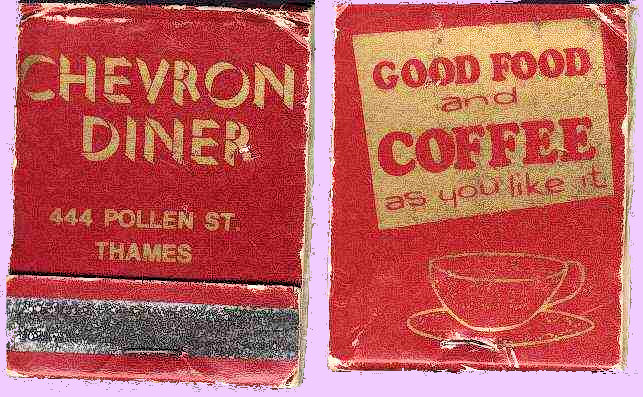 CHEVRON
DINER
444 POLLEN ST.
THAMES
GOOD FOOD
and
COFFEE
as you like it